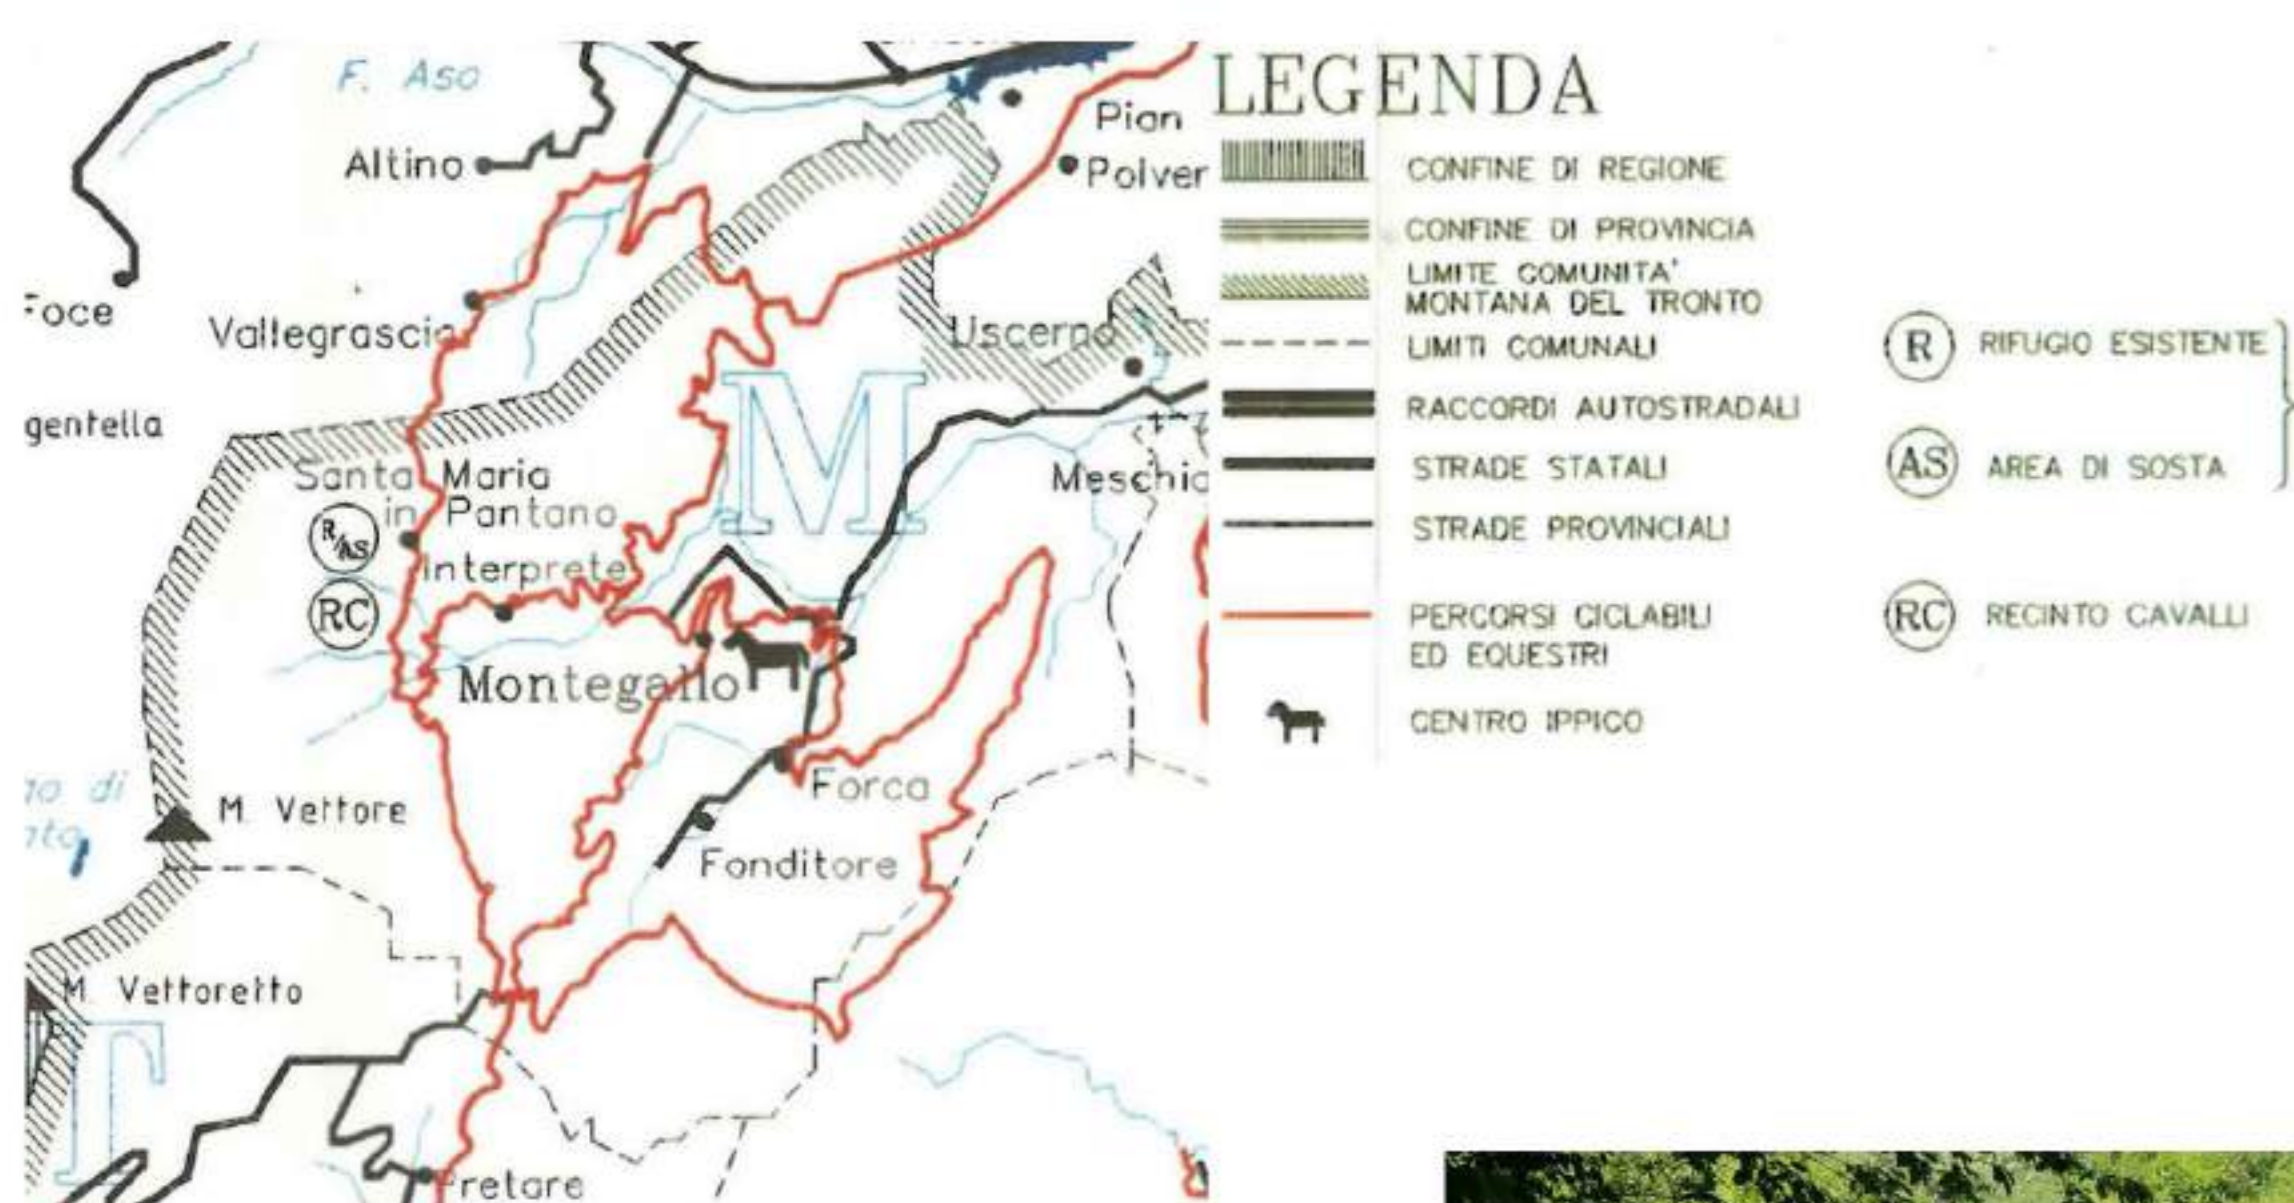 F. Aso
Altino
Pian
Polver
Foce
Vallegrascia
Uscerno
gentella
M
Santa Maria
in Pantano
R/AS
Interprete
RC
Meschia
Montegallo
Forca
M. Vettore
Fonditore
M. Vettoretto
retare
LEGENDA
CONFINE DI REGIONE
CONFINE DI PROVINCIA
LIMITE COMUNITA'
MONTANA DEL TRONTO
LIMITI COMUNALI
RACCORDI AUTOSTRADALI
STRADE STATALI
STRADE PROVINCIALI
PERCORSI CICLABILI
ED EQUESTRI
CENTRO IPPICO
R RIFUGIO ESISTENTE
AS AREA DI SOSTA
RC RECINTO CAVALLI